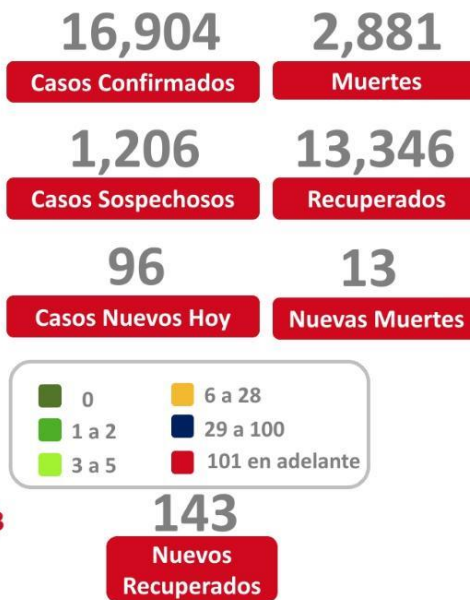 16,904 2,881
Casos Confirmados Muertes
1,206 13,346
Casos Sospechosos Recuperados
96 13
Casos Nuevos Hoy Nuevas Muertes
0 6 a 28
1 a 2 29 a 100
3 a 5 101 en adelante
143
Nuevos
Recuperados